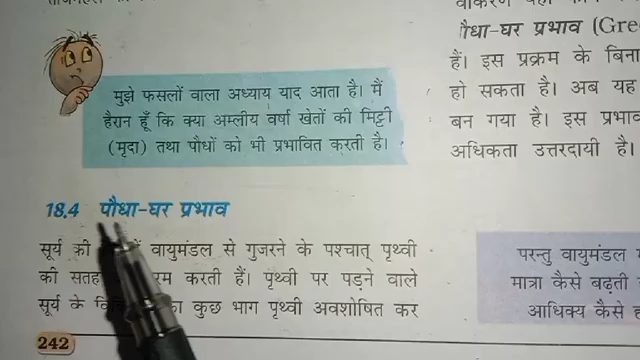 मुझे फसलों वाला अध्याय याद आता है। मैं
हैरान हूँ कि क्या अम्लीय वर्षा खेतों की मिट्टी
(मृदा) तथा पौधों को भी प्रभावित करती है।
18.4 पौधा-घर प्रभाव
सूर्य की वायुमंडल से गुजरने के पश्चात् पृथ्वी
की सतह करती हैं। पृथ्वी पर पड़ने वाले
सूर्य के का कुछ भाग पृथ्वी अवशोषित कर
242
पौधा-घर प्रभाव (Gre
हैं। इस प्रक्रम के बिना
हो सकता है। अब यह
बन गया है। इस प्रभाव
अधिकता उत्तरदायी है।
परन्तु वायुमंडल
मात्रा कैसे बढ़ती
आधिक्य कैसे